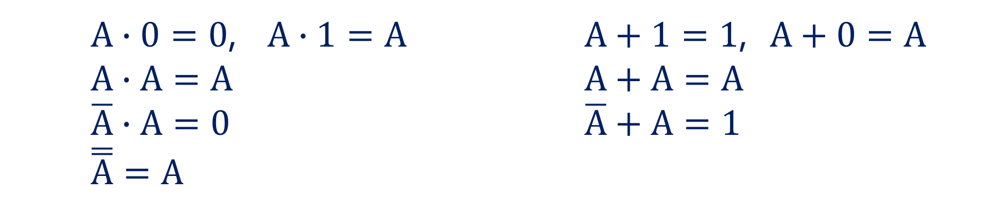 A · 0 = 0, A · 1 = A
A · A = A
A̅ · A = 0
A̿ = A
A + 1 = 1, A + 0 = A
A + A = A
A̅ + A = 1